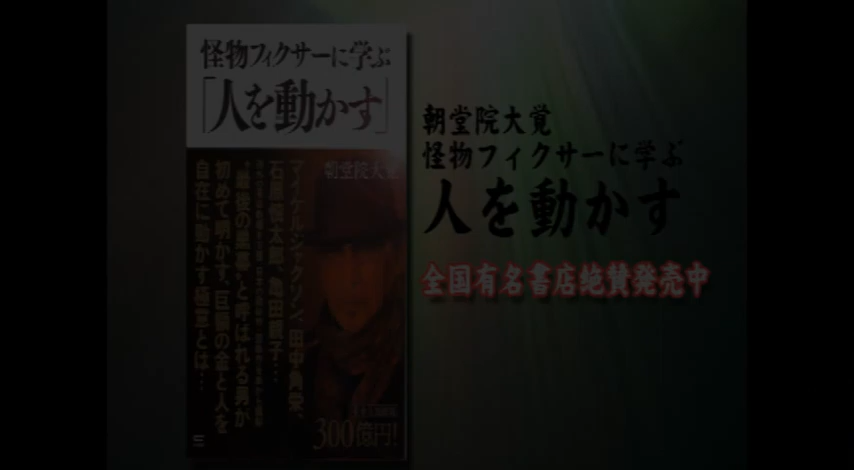 怪物フィクサーに学ぶ
「人を動かす」
朝堂院大覚
マイケルジャクソン、田中角栄、
石原慎太郎、亀田親子…
“最後の黒幕”と呼ばれる男が
初めて明かす、巨額の金と人を
自在に動かす極意とは…
300億円!
朝堂院大覚
怪物フィクサーに学ぶ
人を動かす
全国有名書店絶賛発売中